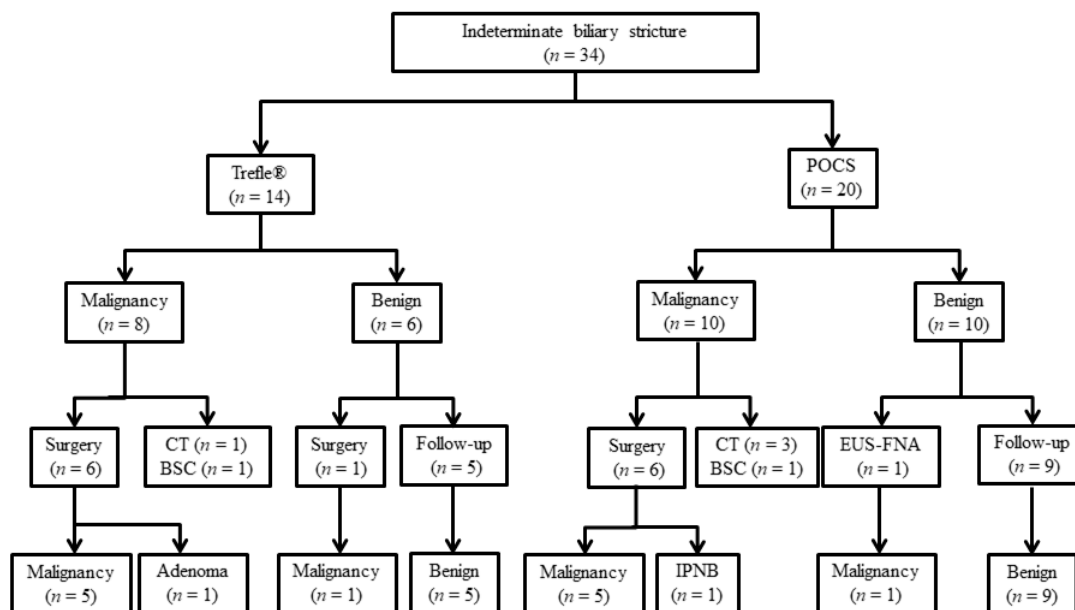 Indeterminate biliary stricture
(n = 34)
Trefle®
(n = 14)
POCS
(n = 20)
Malignancy
(n = 8)
Benign
(n = 6)
Malignancy
(n = 10)
Benign
(n = 10)
Surgery
(n = 6)
CT (n = 1)
BSC (n = 1)
Surgery
(n = 1)
Follow-up
(n = 5)
Surgery
(n = 6)
CT (n = 3)
BSC (n = 1)
EUS-FNA
(n = 1)
Follow-up
(n = 9)
Malignancy
(n = 5)
Adenoma
(n = 1)
Malignancy
(n = 1)
Benign
(n = 5)
Malignancy
(n = 5)
IPNB
(n = 1)
Malignancy
(n = 1)
Benign
(n = 9)